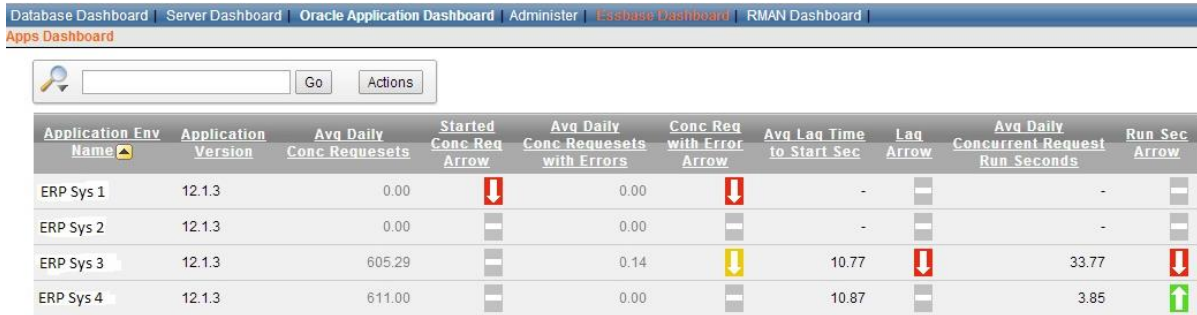 Database Dashboard | Server Dashboard | Oracle Application Dashboard | Administer | Essbase Dashboard | RMAN Dashboard |
Apps Dashboard
Go Actions
Application Env Name Application Version Avg Daily Conc Requesets Started Conc Req Arrow Avg Daily Conc Requesets with Errors Conc Req with Error Arrow Avg Lag Time to Start Sec Lag Arrow Avg Daily Concurrent Request Run Seconds Run Sec Arrow
ERP Sys 1 12.1.3 0.00 0.00 - -
ERP Sys 2 12.1.3 0.00 0.00 - -
ERP Sys 3 12.1.3 605.29 0.14 10.77 33.77
ERP Sys 4 12.1.3 611.00 0.00 10.87 3.85